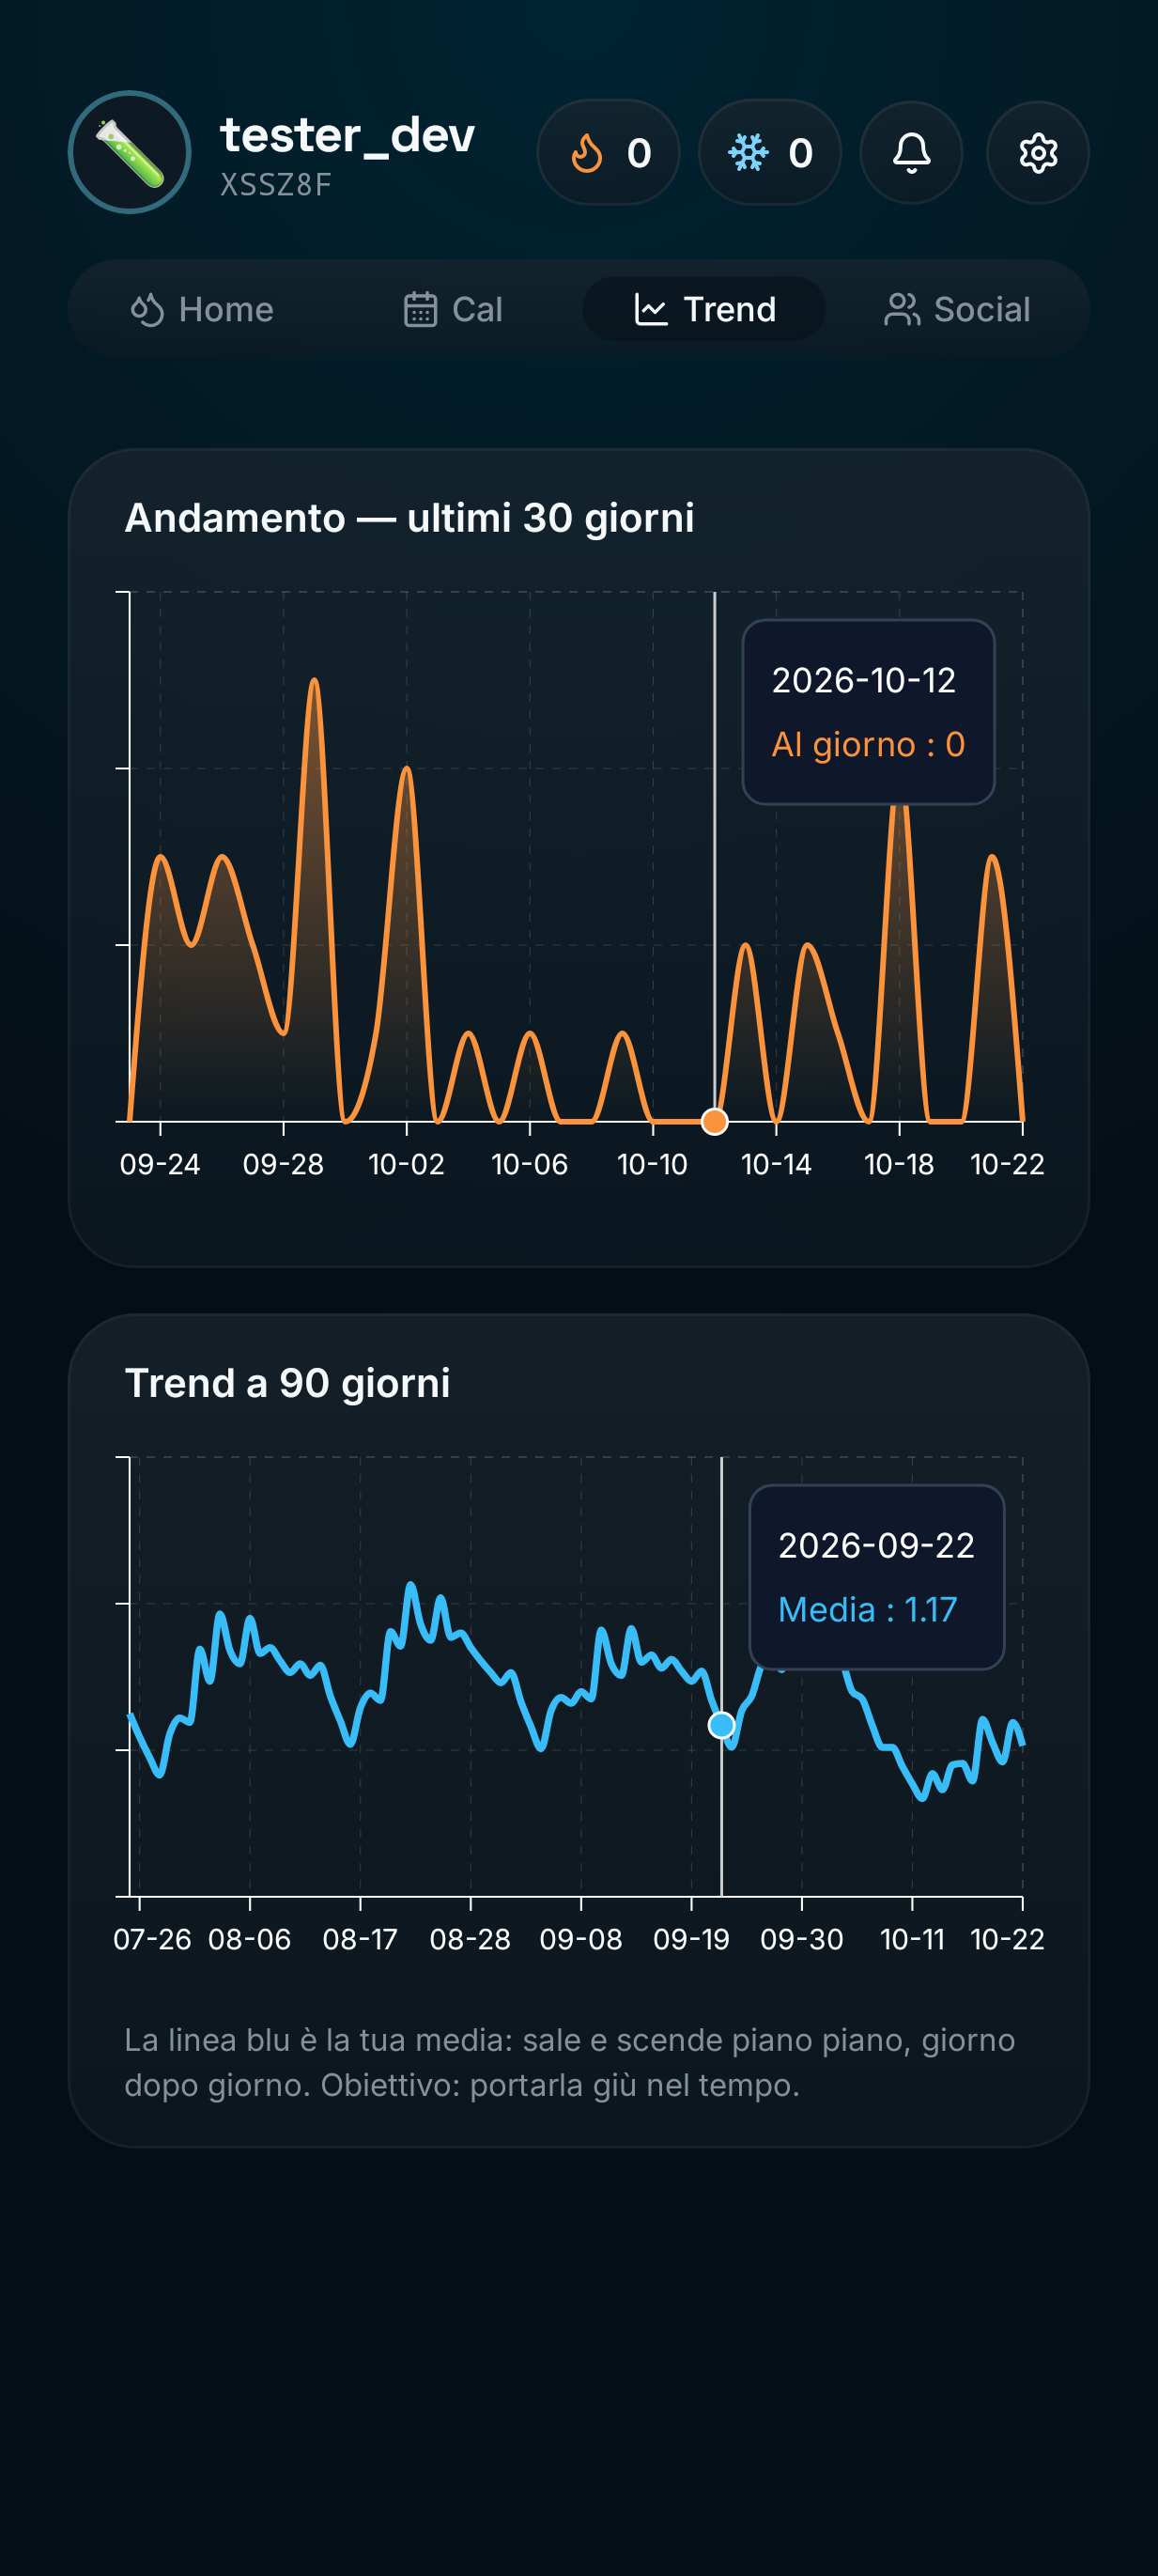 tester_dev
XSSZ8F
0
0
Home
Cal
Trend
Social
Andamento — ultimi 30 giorni
2026-10-12
Al giorno : 0
09-24 09-28 10-02 10-06 10-10 10-14 10-18 10-22
Trend a 90 giorni
2026-09-22
Media : 1.17
07-26 08-06 08-17 08-28 09-08 09-19 09-30 10-11 10-22
La linea blu è la tua media: sale e scende piano piano, giorno
dopo giorno. Obiettivo: portarla giù nel tempo.